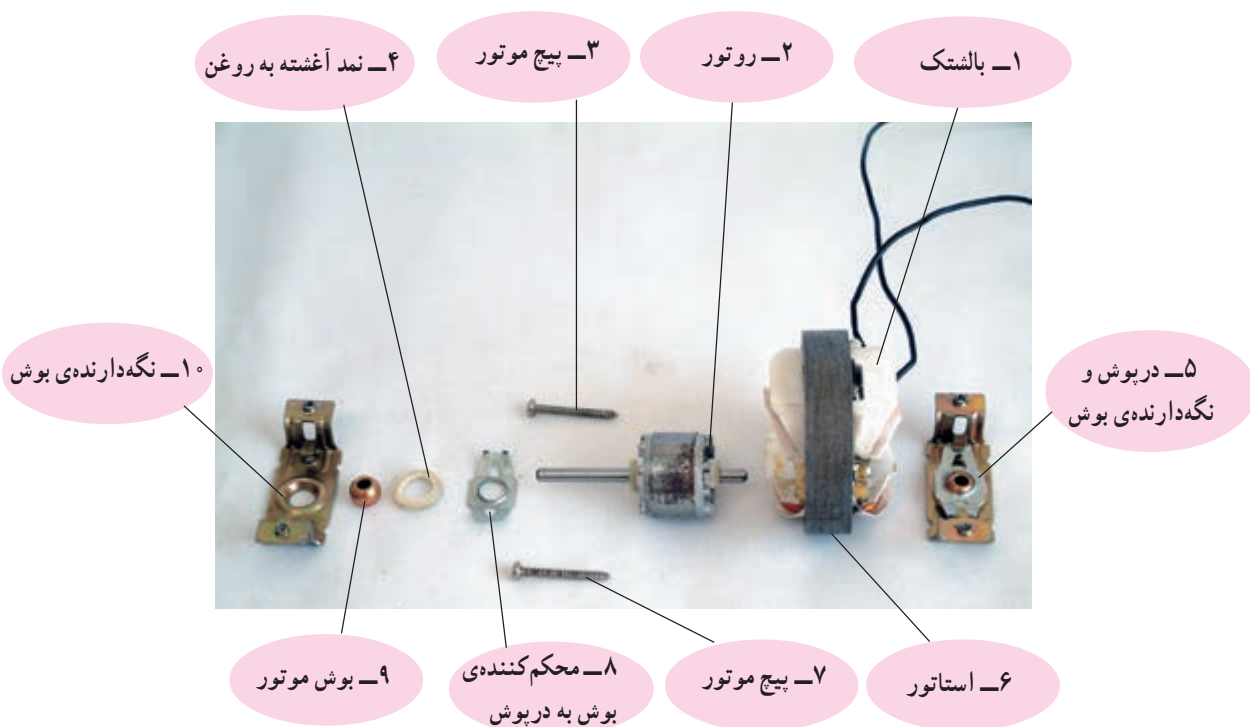 ۱ــ بالشتک
۲ــ روتور
۳ــ پیچ موتور
۴ــ نمد آغشته به روغن
۵ــ درپوش و
نگه‌دارنده‌ی بوش
۱۰ــ نگه‌دارنده‌ی بوش
۶ــ استاتور
۷ــ پیچ موتور
۸ــ محکم‌کننده‌ی
بوش به درپوش
۹ــ بوش موتور